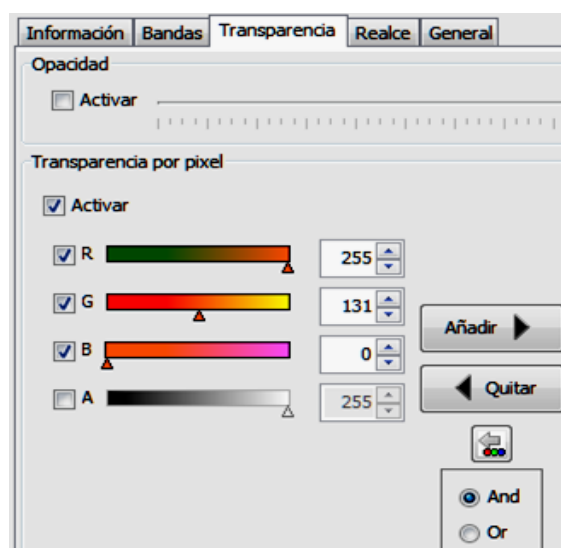 Información Bandas Transparencia Realce General
Opacidad
Activar
Transparencia por pixel
Activar
R 255
G 131
Añadir
B 0
Quitar
A 255
And
Or